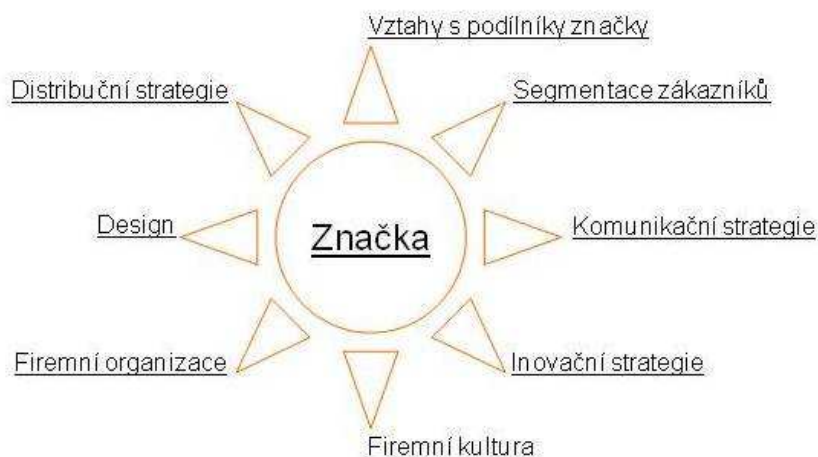 Vztahy s podílníky značky
Distribuční strategie
Segmentace zákazníků
Design
Značka
Komunikační strategie
Firemní organizace
Inovační strategie
Firemní kultura